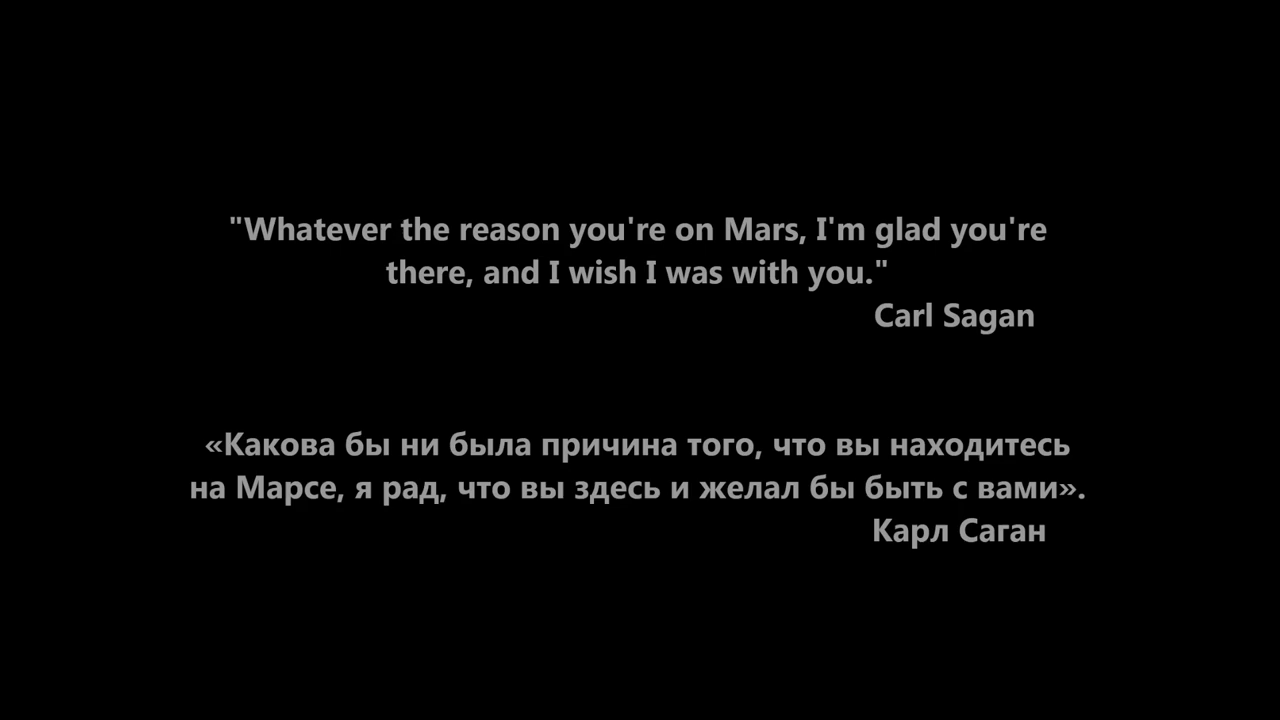 "Whatever the reason you're on Mars, I'm glad you're
there, and I wish I was with you."
Carl Sagan
«Какова бы ни была причина того, что вы находитесь
на Марсе, я рад, что вы здесь и желал бы быть с вами».
Карл Саган